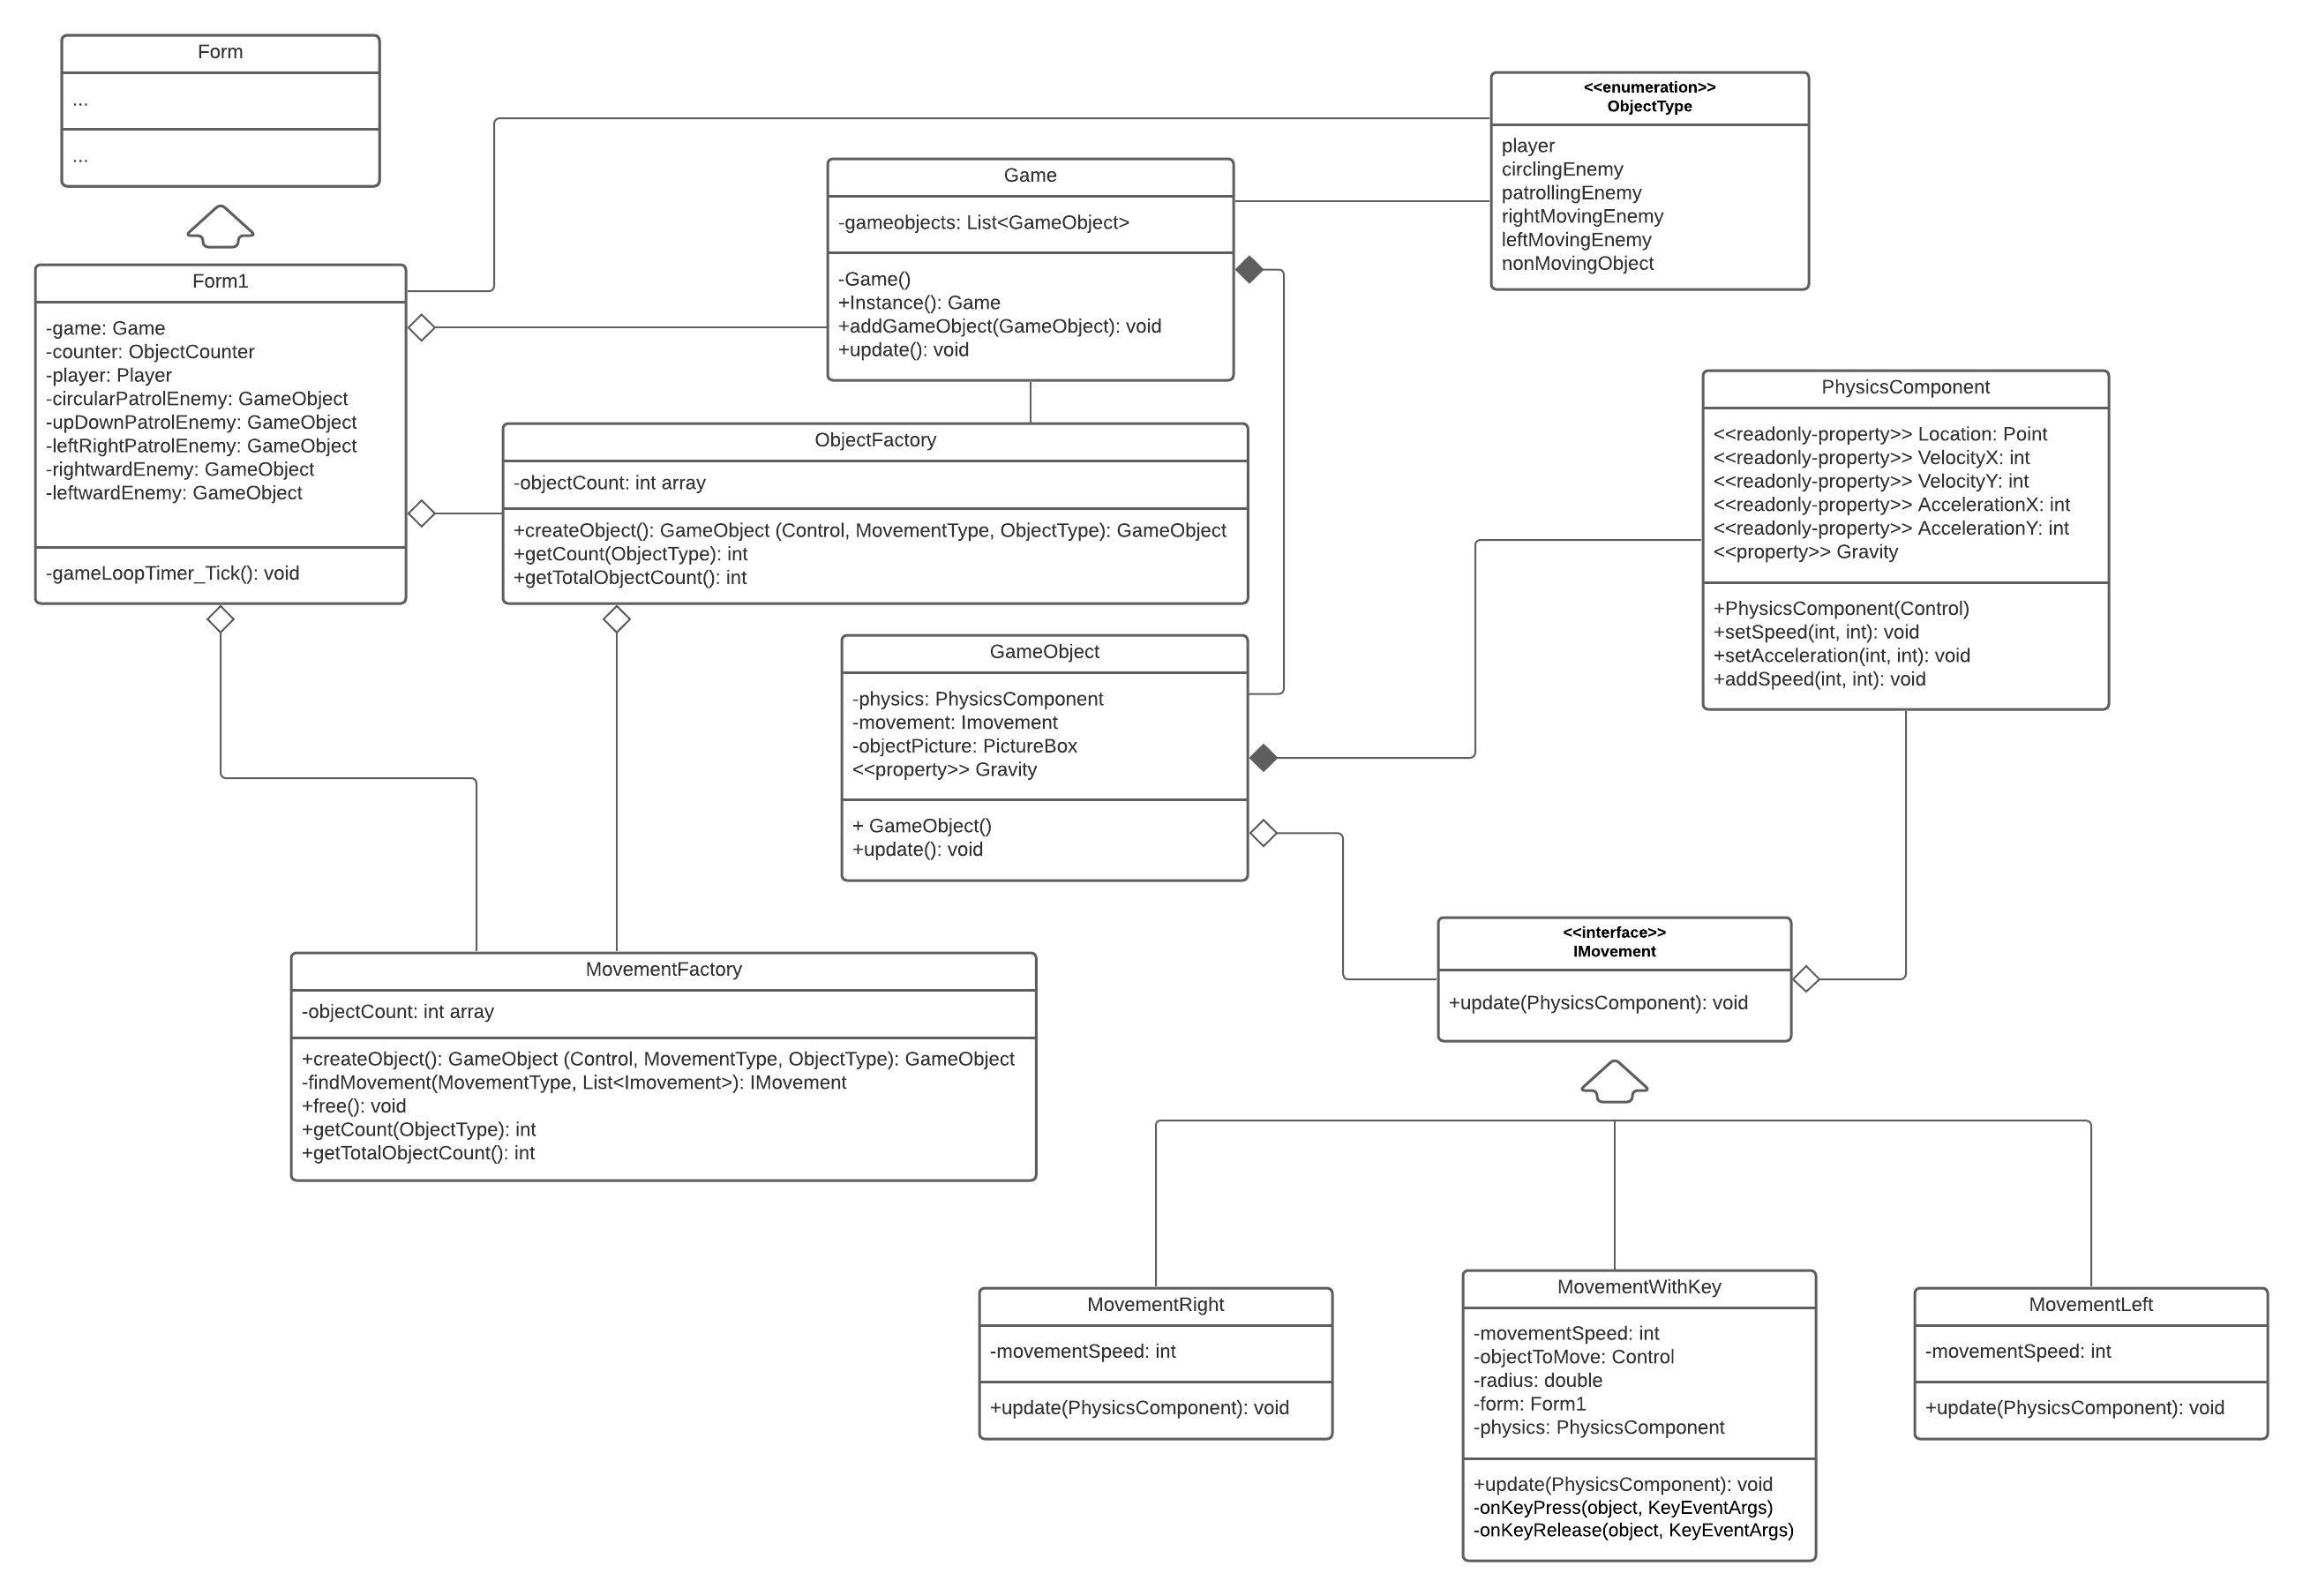 Form
...
...
Form1
-game: Game
-counter: ObjectCounter
-player: Player
-circularPatrolEnemy: GameObject
-upDownPatrolEnemy: GameObject
-leftRightPatrolEnemy: GameObject
-rightwardEnemy: GameObject
-leftwardEnemy: GameObject
-gameLoopTimer_Tick(): void
Game
-gameobjects: List<GameObject>
-Game()
+Instance(): Game
+addGameObject(GameObject): void
+update(): void
<<enumeration>>
ObjectType
player
circlingEnemy
patrollingEnemy
rightMovingEnemy
leftMovingEnemy
nonMovingObject
ObjectFactory
-objectCount: int array
+createObject(): GameObject (Control, MovementType, ObjectType): GameObject
+getCount(ObjectType): int
+getTotalObjectCount(): int
PhysicsComponent
<<readonly-property>> Location: Point
<<readonly-property>> VelocityX: int
<<readonly-property>> VelocityY: int
<<readonly-property>> AccelerationX: int
<<readonly-property>> AccelerationY: int
<<property>> Gravity
+PhysicsComponent(Control)
+setSpeed(int, int): void
+setAcceleration(int, int): void
+addSpeed(int, int): void
GameObject
-physics: PhysicsComponent
-movement: Imovement
-objectPicture: PictureBox
<<property>> Gravity
+ GameObject()
+update(): void
MovementFactory
-objectCount: int array
+createObject(): GameObject (Control, MovementType, ObjectType): GameObject
-findMovement(MovementType, List<Imovement>): IMovement
+free(): void
+getCount(ObjectType): int
+getTotalObjectCount(): int
<<interface>>
IMovement
+update(PhysicsComponent): void
MovementRight
-movementSpeed: int
+update(PhysicsComponent): void
MovementWithKey
-movementSpeed: int
-objectToMove: Control
-radius: double
-form: Form1
-physics: PhysicsComponent
+update(PhysicsComponent): void
-onKeyPress(object, KeyEventArgs)
-onKeyRelease(object, KeyEventArgs)
MovementLeft
-movementSpeed: int
+update(PhysicsComponent): void